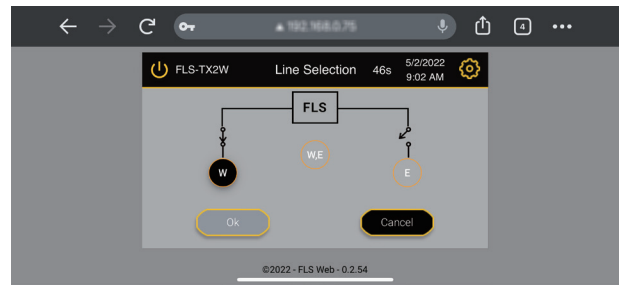 4
FLS-TX2W Line Selection 46s 5/2/2022 9:02 AM
FLS
W,E
W E
Ok Cancel
©2022 - FLS Web - 0.2.54